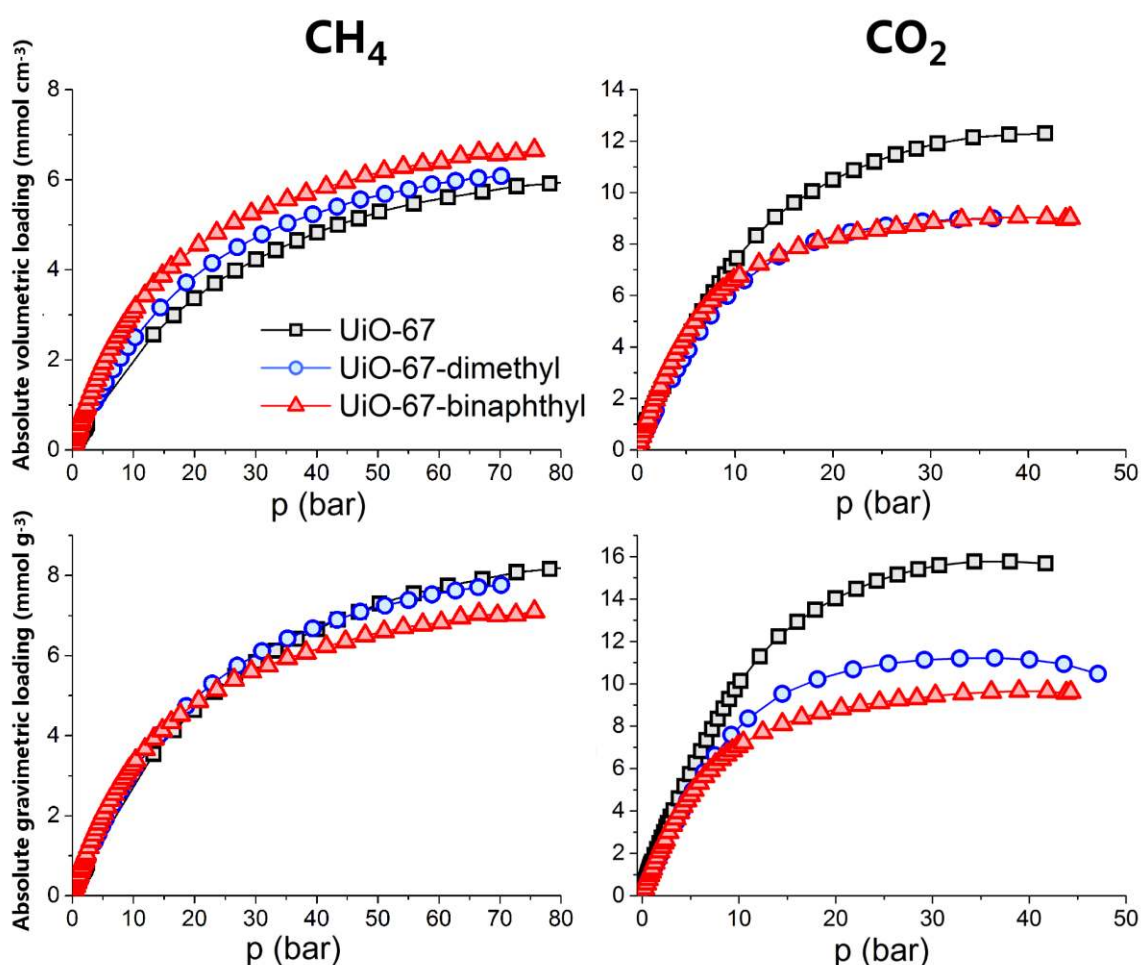 CH4
CO2
Absolute volumetric loading (mmol cm-3)
8
6
4
2
0
0 10 20 30 40 50 60 70 80
p (bar)
UiO-67
UiO-67-dimethyl
UiO-67-binaphthyl
14
12
10
8
6
4
2
0
0 10 20 30 40 50
p (bar)
Absolute gravimetric loading (mmol g-3)
8
6
4
2
0
0 10 20 30 40 50 60 70 80
p (bar)
16
14
12
10
8
6
4
2
0
0 10 20 30 40 50
p (bar)